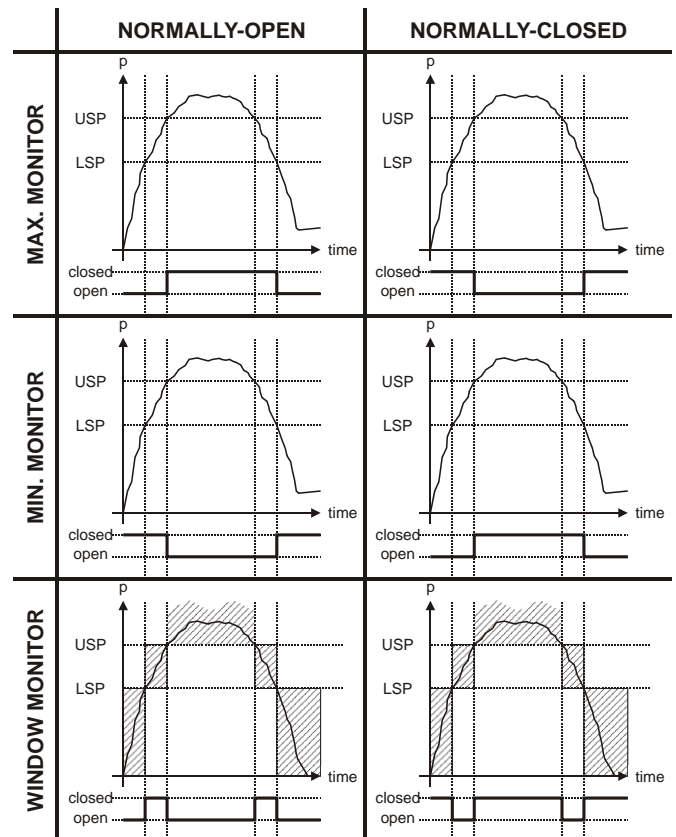 NORMALLY-OPEN
NORMALLY-CLOSED
MAX. MONITOR
p
USP
LSP
time
closed
open
p
USP
LSP
time
closed
open
MIN. MONITOR
p
USP
LSP
time
closed
open
p
USP
LSP
time
closed
open
WINDOW MONITOR
p
USP
LSP
time
closed
open
p
USP
LSP
time
closed
open